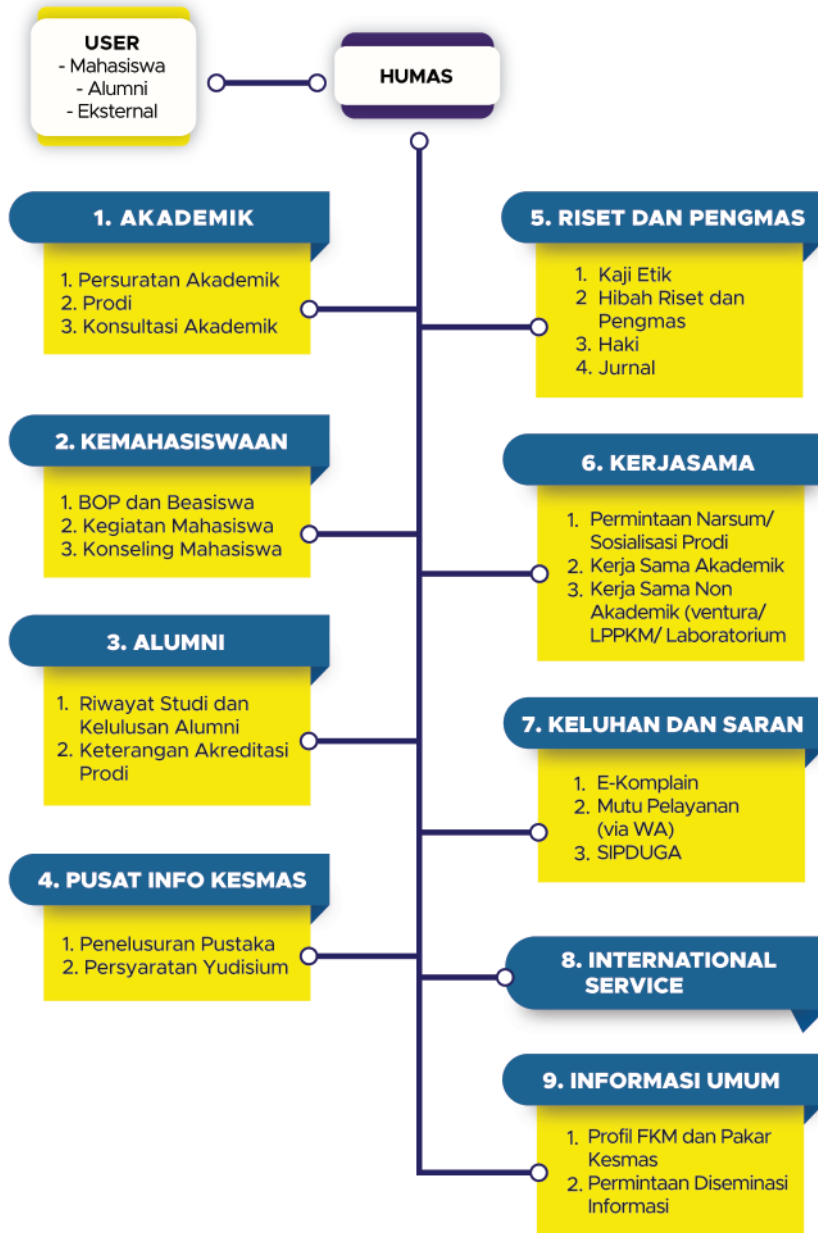 USER
- Mahasiswa
- Alumni
- Eksternal
HUMAS
1. AKADEMIK
1. Persuratan Akademik
2. Prodi
3. Konsultasi Akademik
2. KEMAHASISWAAN
1. BOP dan Beasiswa
2. Kegiatan Mahasiswa
3. Konseling Mahasiswa
3. ALUMNI
1. Riwayat Studi dan
Kelulusan Alumni
2. Keterangan Akreditasi
Prodi
4. PUSAT INFO KESMAS
1. Penelusuran Pustaka
2. Persyaratan Yudisium
5. RISET DAN PENGMAS
1. Kaji Etik
2 Hibah Riset dan
Pengmas
3. Haki
4. Jurnal
6. KERJASAMA
1. Permintaan Narsum/
Sosialisasi Prodi
2. Kerja Sama Akademik
3. Kerja Sama Non
Akademik (ventura/
LPPKM/ Laboratorium
7. KELUHAN DAN SARAN
1. E-Komplain
2. Mutu Pelayanan
(via WA)
3. SIPDUGA
8. INTERNATIONAL
SERVICE
9. INFORMASI UMUM
1. Profil FKM dan Pakar
Kesmas
2. Permintaan Diseminasi
Informasi